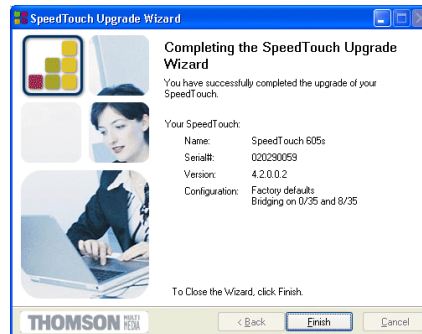 SpeedTouch Upgrade Wizard
Completing the SpeedTouch Upgrade
Wizard
You have successfully completed the upgrade of your
SpeedTouch.
Your SpeedTouch:
Name: SpeedTouch 605s
Serial#: 020290059
Version: 4.2.0.0.2
Configuration: Factory defaults
Bridging on 0/35 and 8/35
To Close the Wizard, click Finish.
THOMSON MULTI MEDIA
< Back Finish Cancel